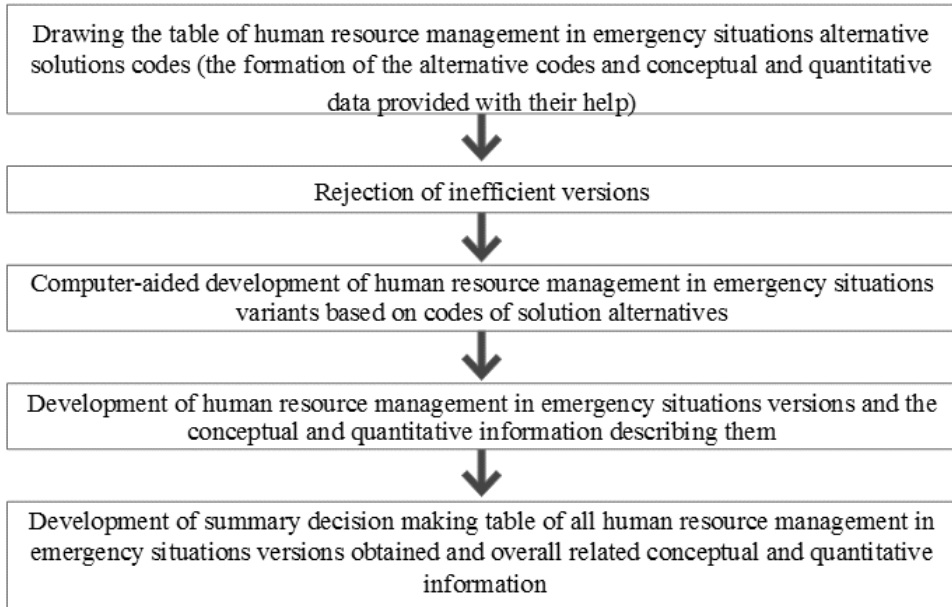 Drawing the table of human resource management in emergency situations alternative
solutions codes (the formation of the alternative codes and conceptual and quantitative
data provided with their help)
Rejection of inefficient versions
Computer-aided development of human resource management in emergency situations
variants based on codes of solution alternatives
Development of human resource management in emergency situations versions and the
conceptual and quantitative information describing them
Development of summary decision making table of all human resource management in
emergency situations versions obtained and overall related conceptual and quantitative
information